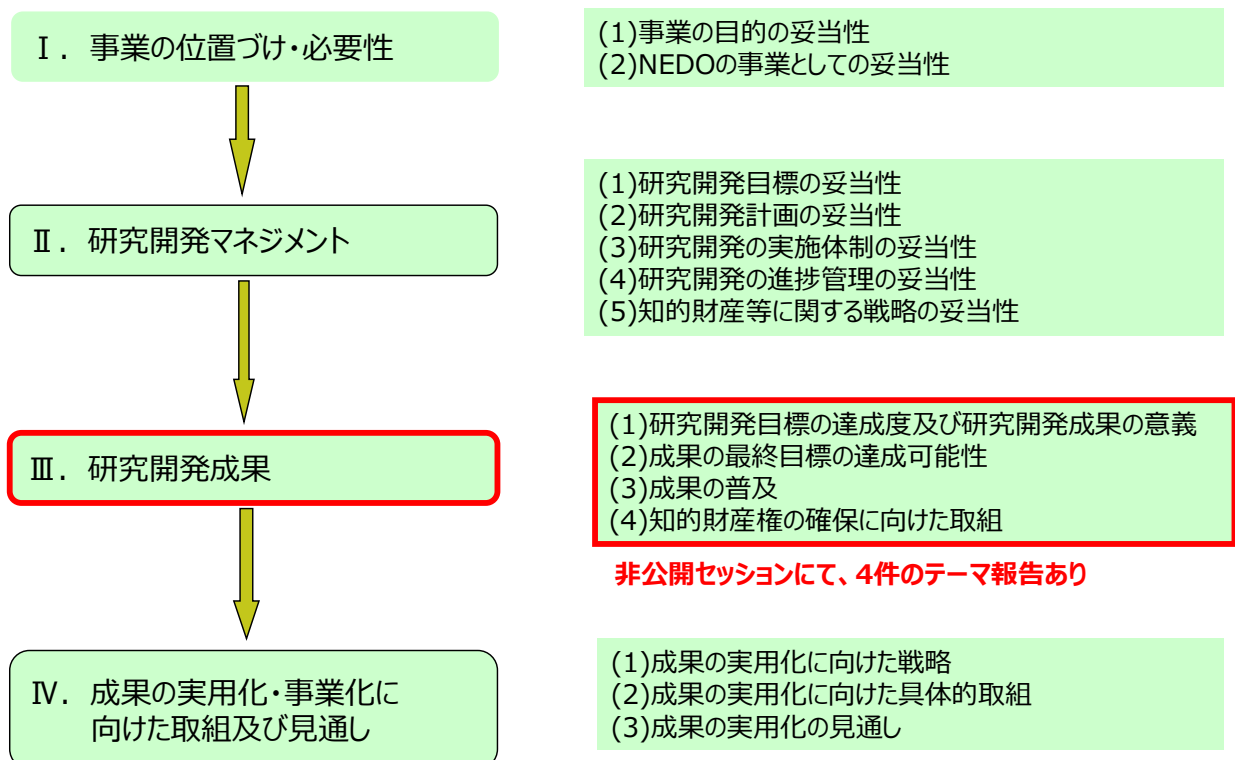 Ⅰ. 事業の位置づけ・必要性
(1)事業の目的の妥当性
(2)NEDOの事業としての妥当性
Ⅱ. 研究開発マネジメント
(1)研究開発目標の妥当性
(2)研究開発計画の妥当性
(3)研究開発の実施体制の妥当性
(4)研究開発の進捗管理の妥当性
(5)知的財産等に関する戦略の妥当性
Ⅲ. 研究開発成果
(1)研究開発目標の達成度及び研究開発成果の意義
(2)成果の最終目標の達成可能性
(3)成果の普及
(4)知的財産権の確保に向けた取組
非公開セッションにて、4件のテーマ報告あり
Ⅳ. 成果の実用化・事業化に
向けた取組及び見通し
(1)成果の実用化に向けた戦略
(2)成果の実用化に向けた具体的取組
(3)成果の実用化の見通し